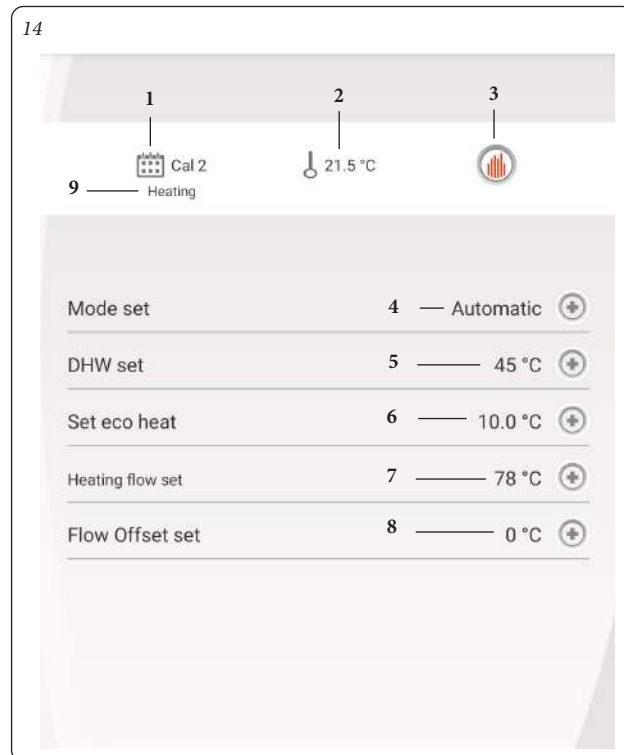 14
1 2 3
Cal 2 21.5 °C
9 Heating
Mode set 4 Automatic
DHW set 5 45 °C
Set eco heat 6 10.0 °C
Heating flow set 7 78 °C
Flow Offset set 8 0 °C